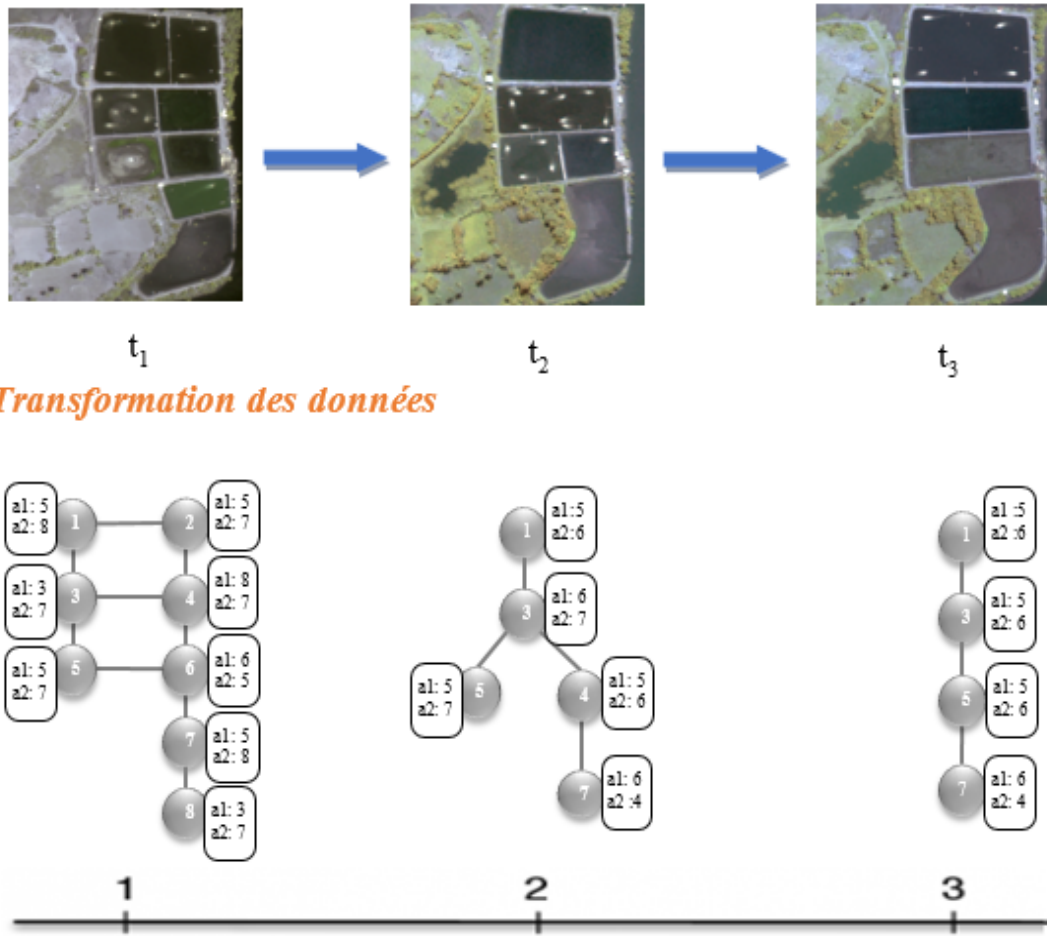 t1
t2
t3
Transformation des données
a1: 5
a2: 8
1
2
a1: 5
a2: 7
a1: 3
a2: 7
3
4
a1: 8
a2: 7
a1: 5
a2: 7
5
6
a1: 6
a2: 5
7
a1: 5
a2: 8
8
a1: 3
a2: 7
1
a1:5
a2:6
3
a1: 6
a2: 7
a1: 5
a2: 7
5
4
a1: 5
a2: 6
7
a1: 6
a2 :4
1
a1 :5
a2 :6
3
a1: 5
a2: 6
5
a1: 5
a2: 6
7
a1: 6
a2: 4
1
2
3